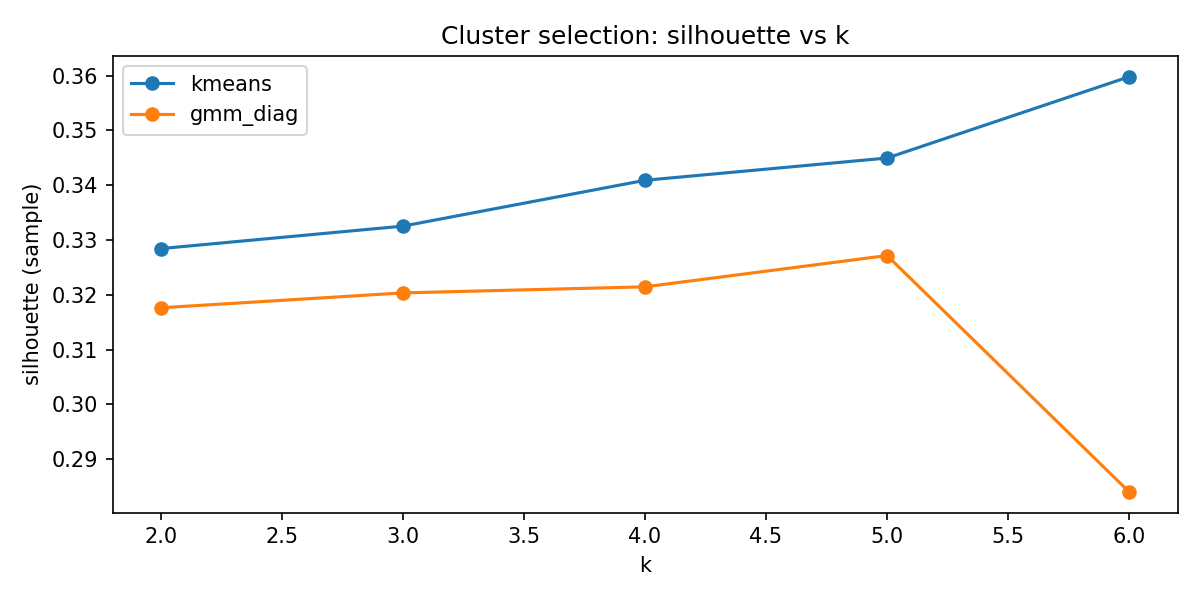 Cluster selection: silhouette vs k
kmeans
gmm_diag
silhouette (sample)
0.36
0.35
0.34
0.33
0.32
0.31
0.30
0.29
2.0 2.5 3.0 3.5 4.0 4.5 5.0 5.5 6.0
k